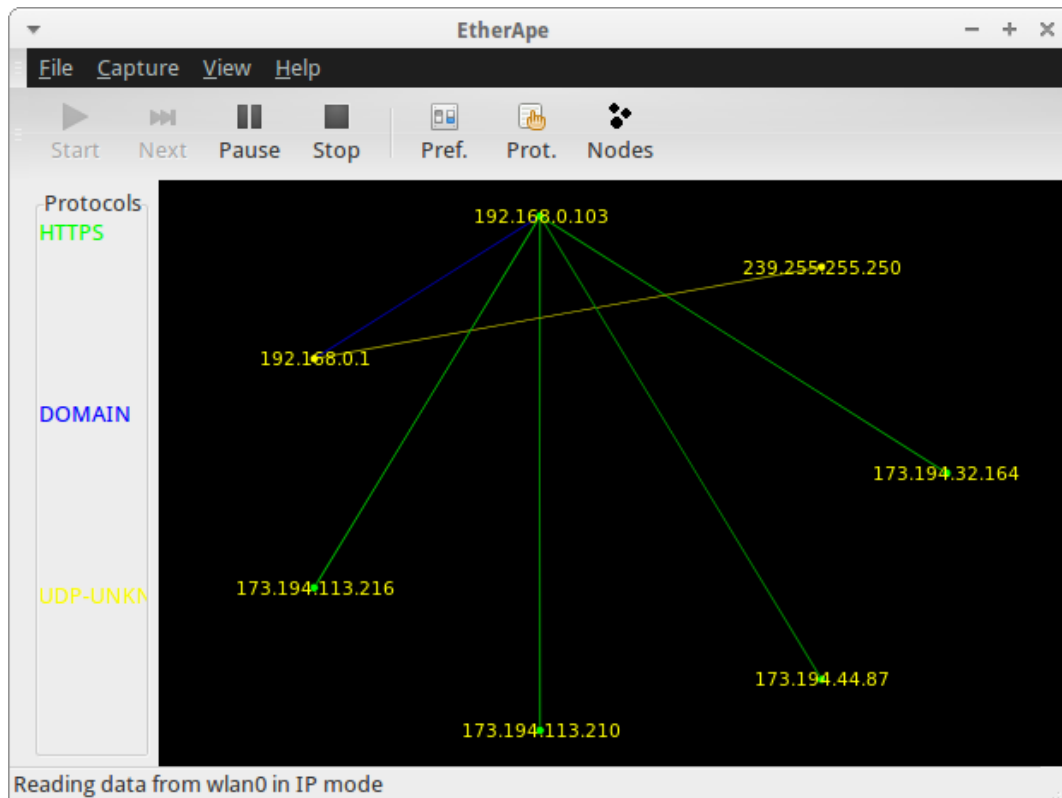 EtherApe
File Capture View Help
Start Next Pause Stop Pref. Prot. Nodes
Protocols
HTTPS
DOMAIN
UDP-UNKN
192.168.0.103
239.255.255.250
192.168.0.1
173.194.32.164
173.194.113.216
173.194.44.87
173.194.113.210
Reading data from wlan0 in IP mode